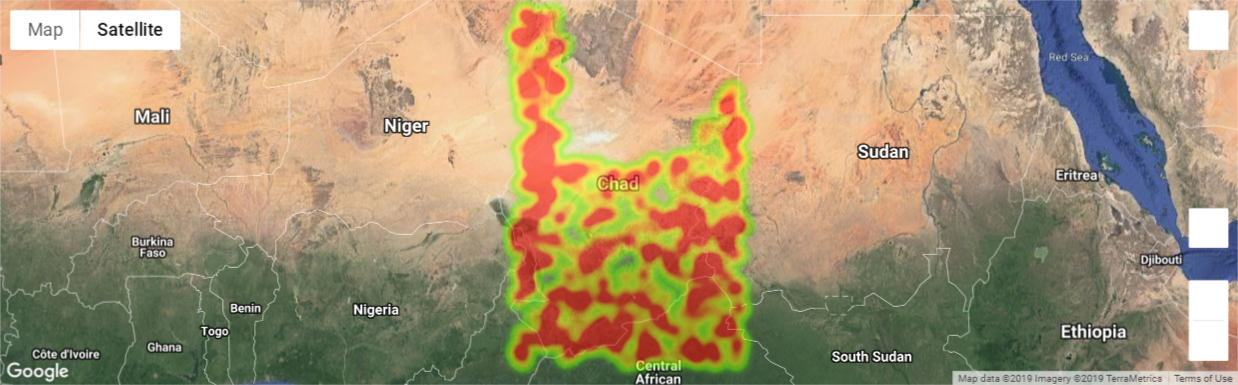 Map
Satellite
Red Sea
Mali
Niger
Sudan
Chad
Eritrea
Burkina
Faso
Djibouti
Benin
Nigeria
Togo
Ethiopia
Ghana
Côte d'Ivoire
South Sudan
Central
African
Google
Map data ©2019 Imagery ©2019 TerraMetrics
Terms of Use